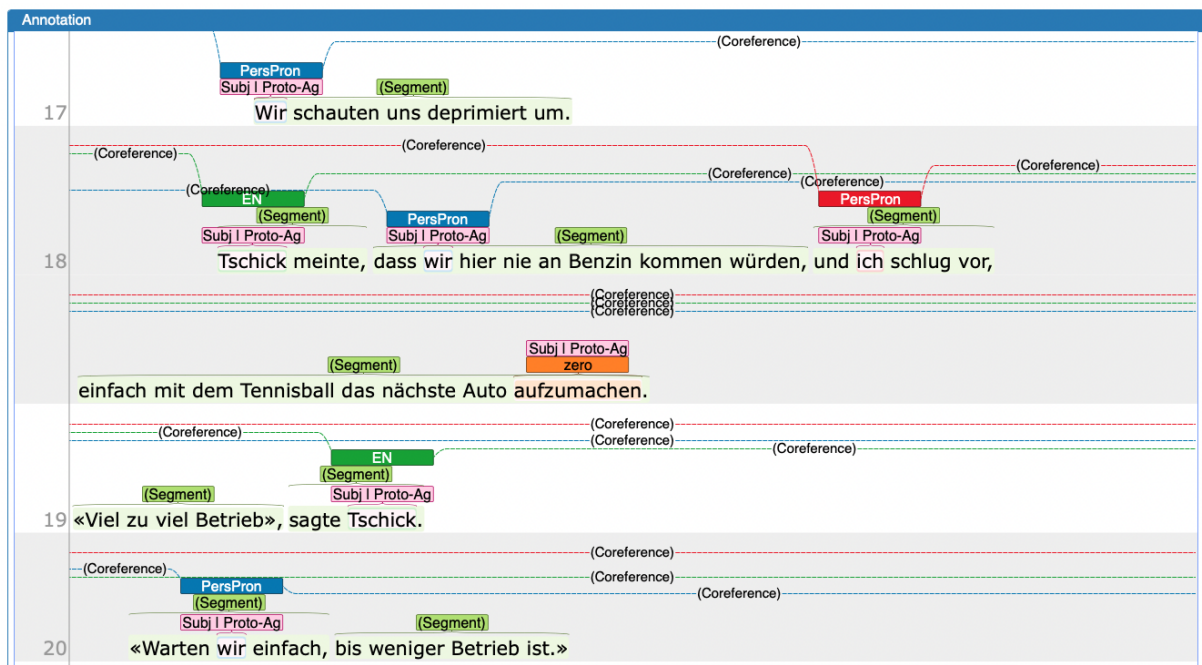 Annotation
(Coreference)
PersPron
Subj | Proto-Ag (Segment)
17 Wir schauten uns deprimiert um.
(Coreference) (Coreference) (Coreference)
(Coreference) (Coreference) (Coreference)
EN PersPron
(Segment) PersPron (Segment)
Subj | Proto-Ag Subj | Proto-Ag (Segment) Subj | Proto-Ag
18 Tschick meinte, dass wir hier nie an Benzin kommen würden, und ich schlug vor,
(Coreference)
(Coreference)
(Coreference)
Subj | Proto-Ag
(Segment) zero
einfach mit dem Tennisball das nächste Auto aufzumachen.
(Coreference)
(Coreference) (Coreference)
(Coreference)
EN
(Segment)
(Segment) Subj | Proto-Ag
19 «Viel zu viel Betrieb», sagte Tschick.
(Coreference)
(Coreference) (Coreference)
PersPron (Coreference)
(Segment)
Subj | Proto-Ag (Segment)
20 «Warten wir einfach, bis weniger Betrieb ist.»